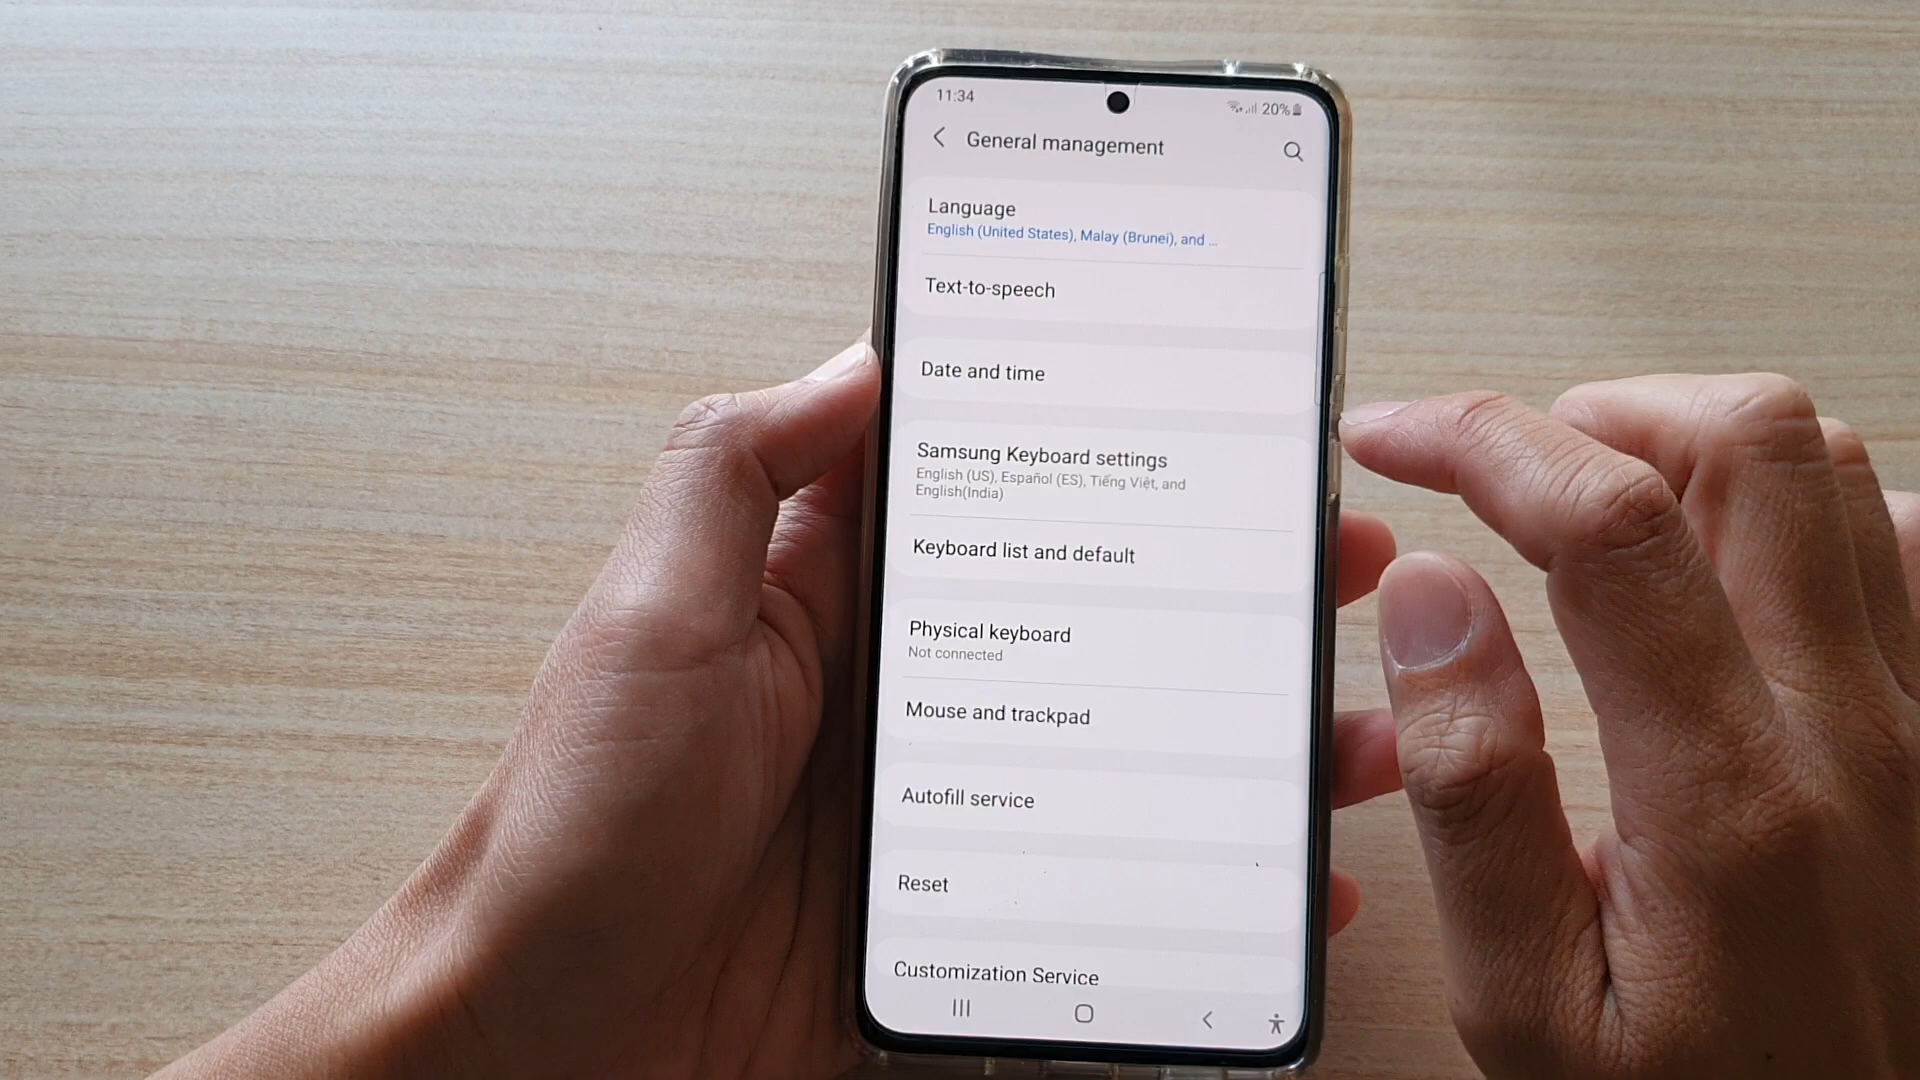 11:34
20%
General management
Language
English (United States), Malay (Brunei), and ...
Text-to-speech
Date and time
Samsung Keyboard settings
English (US), Español (ES), Tiếng Việt, and
English(India)
Keyboard list and default
Physical keyboard
Not connected
Mouse and trackpad
Autofill service
Reset
Customization Service